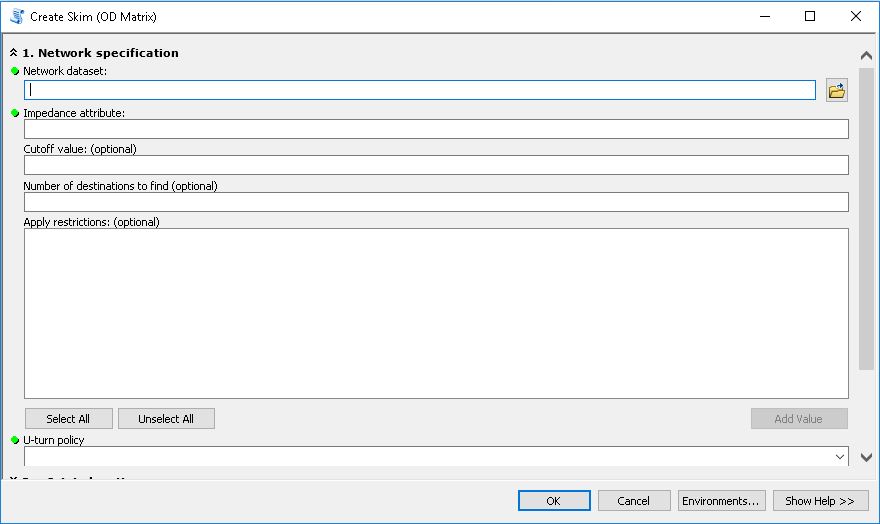 Create Skim (OD Matrix)
1. Network specification
Network dataset:
Impedance attribute:
Cutoff value: (optional)
Number of destinations to find (optional)
Apply restrictions: (optional)
Select All
Unselect All
Add Value
U-turn policy
OK
Cancel
Environments...
Show Help >>